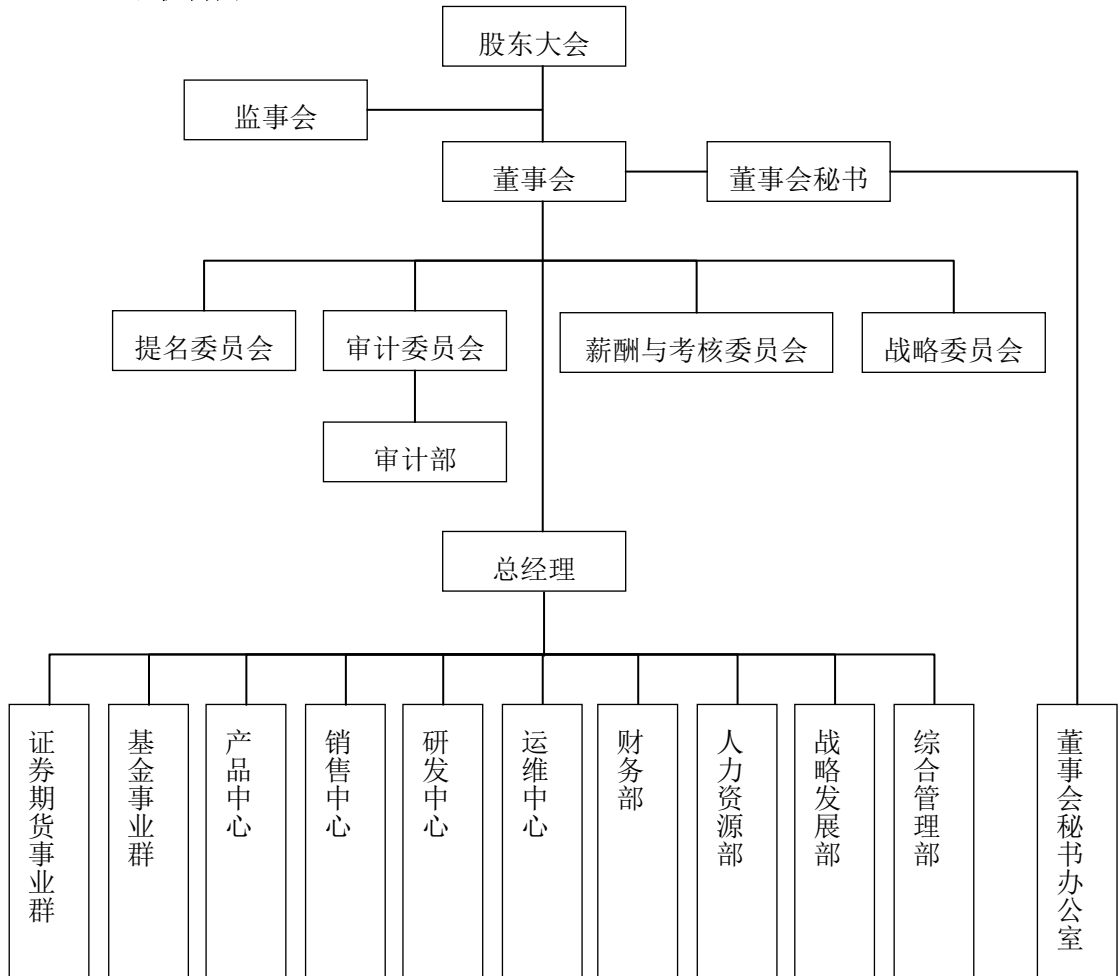 股东大会
监事会
董事会
董事会秘书
提名委员会
审计委员会
薪酬与考核委员会
战略委员会
审计部
总经理
证券期货事业群
基金事业群
产品中心
销售中心
研发中心
运维中心
财务部
人力资源部
战略发展部
综合管理部
董事会秘书办公室